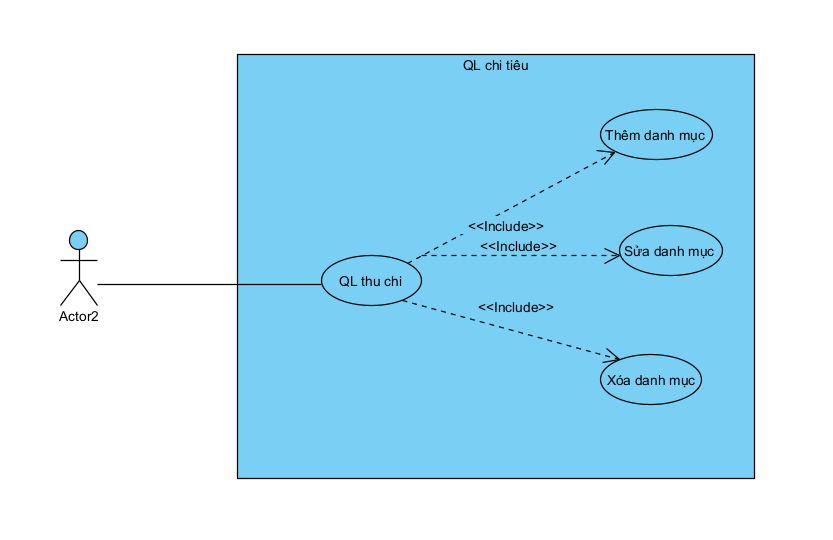 QL chi tiêu
Thêm danh mục
<<Include>>
<<Include>>
Sửa danh mục
QL thu chi
<<Include>>
Actor2
Xóa danh mục